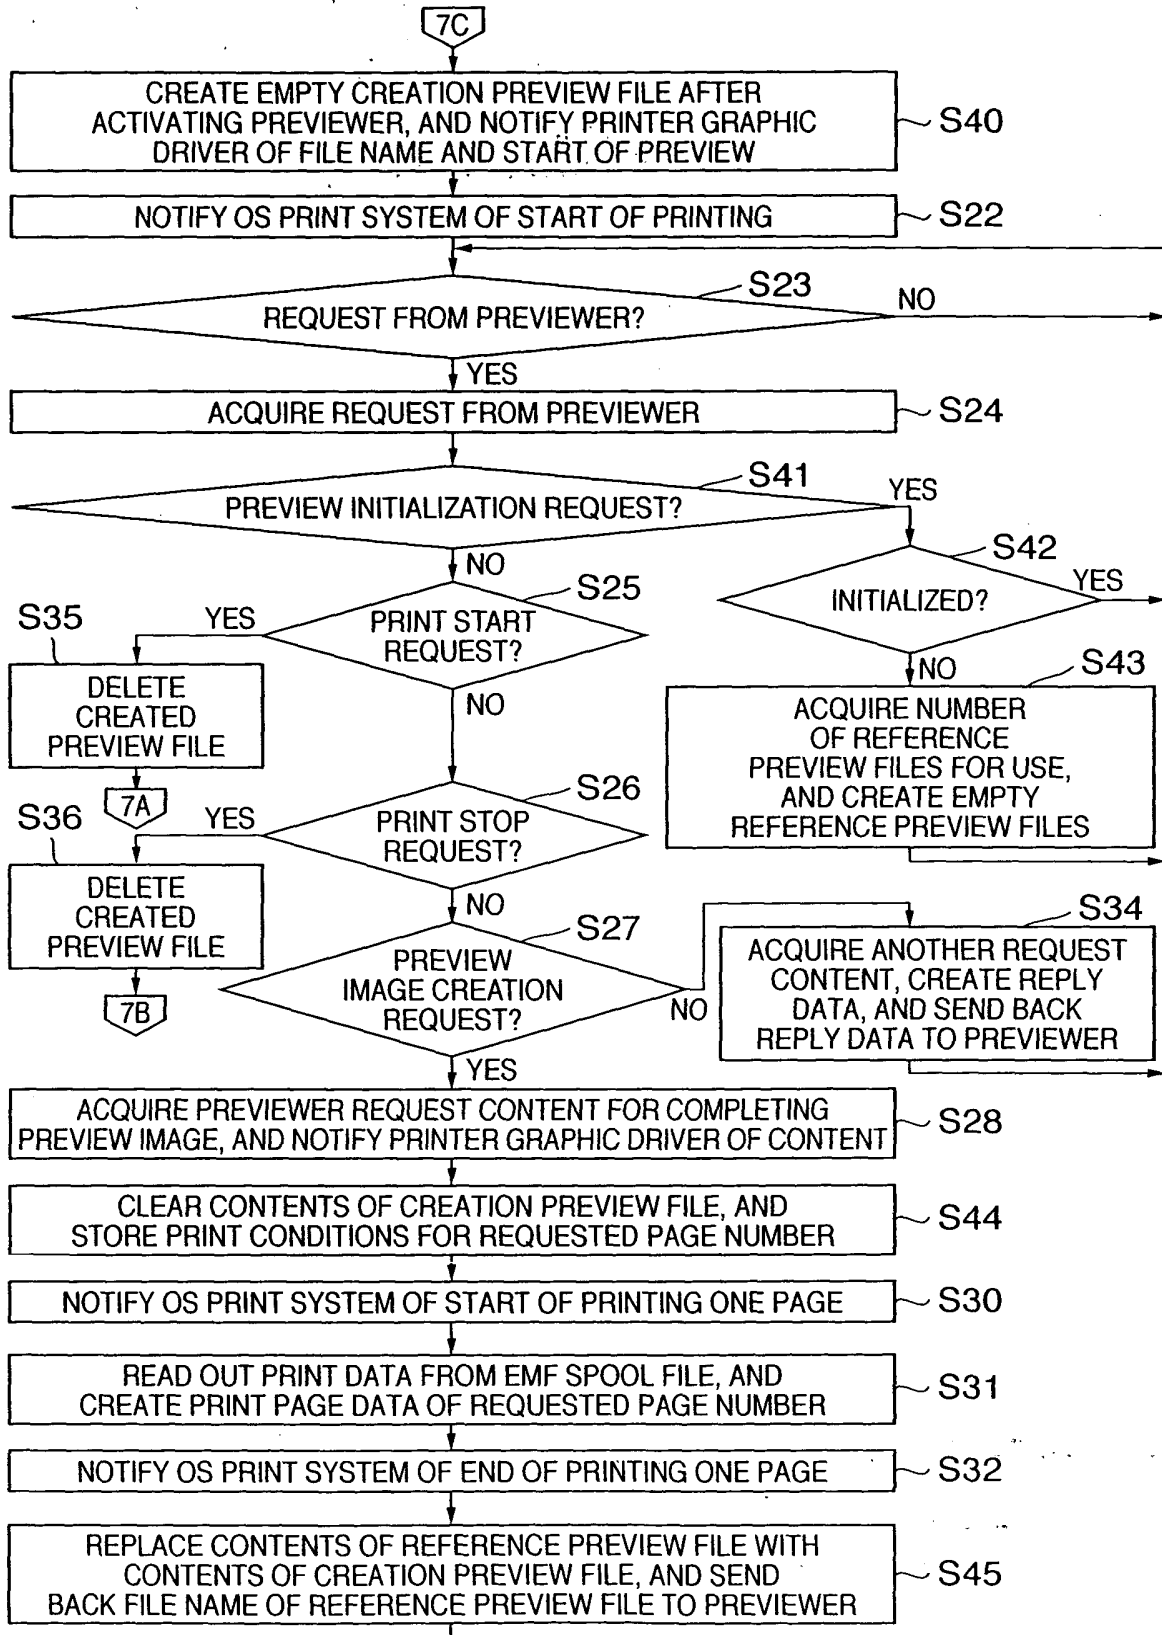 7C
CREATE EMPTY CREATION PREVIEW FILE AFTER
ACTIVATING PREVIEWER, AND NOTIFY PRINTER GRAPHIC
DRIVER OF FILE NAME AND START OF PREVIEW
S40
NOTIFY OS PRINT SYSTEM OF START OF PRINTING
S22
S23
REQUEST FROM PREVIEWER?
NO
YES
ACQUIRE REQUEST FROM PREVIEWER
S24
S41
PREVIEW INITIALIZATION REQUEST?
YES
NO
S42
INITIALIZED?
YES
NO
S43
ACQUIRE NUMBER
OF REFERENCE
PREVIEW FILES FOR USE,
AND CREATE EMPTY
REFERENCE PREVIEW FILES
S25
PRINT START
REQUEST?
YES
NO
S35
DELETE
CREATED
PREVIEW FILE
7A
S26
PRINT STOP
REQUEST?
YES
NO
S36
DELETE
CREATED
PREVIEW FILE
7B
S27
PREVIEW
IMAGE CREATION
REQUEST?
NO
YES
S34
ACQUIRE ANOTHER REQUEST
CONTENT, CREATE REPLY
DATA, AND SEND BACK
REPLY DATA TO PREVIEWER
ACQUIRE PREVIEWER REQUEST CONTENT FOR COMPLETING
PREVIEW IMAGE, AND NOTIFY PRINTER GRAPHIC DRIVER OF CONTENT
S28
CLEAR CONTENTS OF CREATION PREVIEW FILE, AND
STORE PRINT CONDITIONS FOR REQUESTED PAGE NUMBER
S44
NOTIFY OS PRINT SYSTEM OF START OF PRINTING ONE PAGE
S30
READ OUT PRINT DATA FROM EMF SPOOL FILE, AND
CREATE PRINT PAGE DATA OF REQUESTED PAGE NUMBER
S31
NOTIFY OS PRINT SYSTEM OF END OF PRINTING ONE PAGE
S32
REPLACE CONTENTS OF REFERENCE PREVIEW FILE WITH
CONTENTS OF CREATION PREVIEW FILE, AND SEND
BACK FILE NAME OF REFERENCE PREVIEW FILE TO PREVIEWER
S45